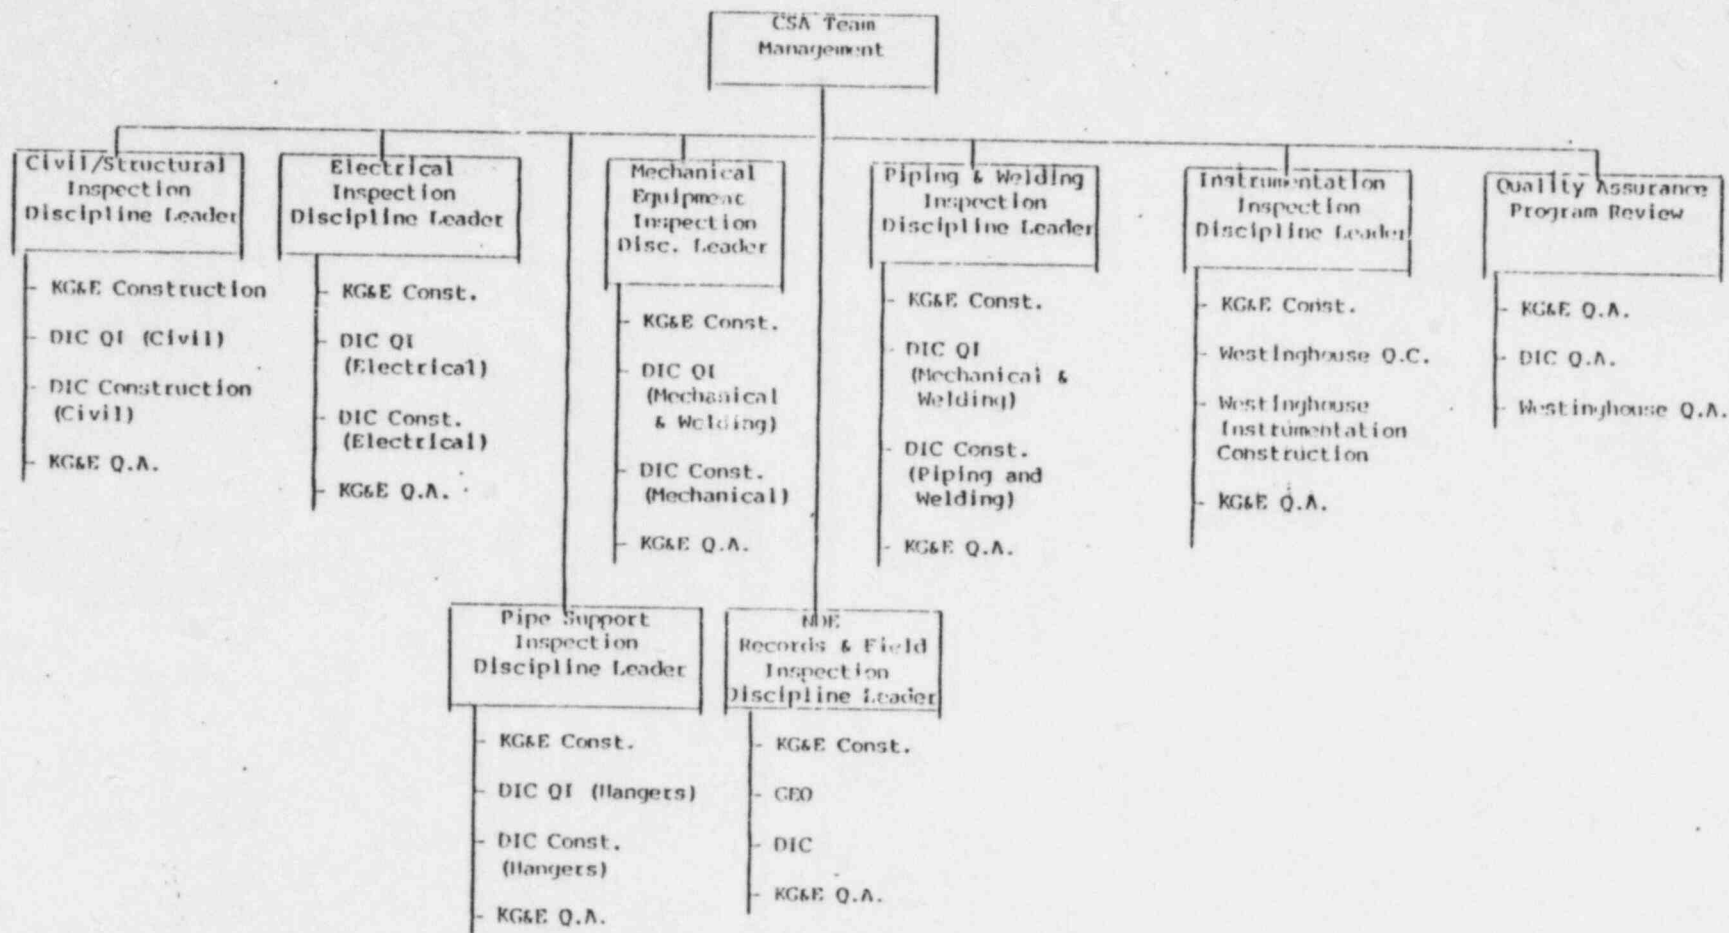 CSA Team
Management
Civil/Structural
Inspection
Discipline Leader
KG&E Construction
DIC QI (Civil)
DIC Construction
(Civil)
KG&E Q.A.
Electrical
Inspection
Discipline Leader
KG&E Const.
DIC QI
(Electrical)
DIC Const.
(Electrical)
KG&E Q.A.
Mechanical
Equipment
Inspection
Disc. Leader
KG&E Const.
DIC QI
(Mechanical
& Welding)
DIC Const.
(Mechanical)
KG&E Q.A.
Piping & Welding
Inspection
Discipline Leader
KG&E Const.
DIC QI
(Mechanical &
Welding)
DIC Const.
(Piping and
Welding)
KG&E Q.A.
Instrumentation
Inspection
Discipline Leader
KG&E Const.
Westinghouse Q.C.
Westinghouse
Instrumentation
Construction
KG&E Q.A.
Quality Assurance
Program Review
KG&E Q.A.
DIC Q.A.
Westinghouse Q.A.
Pipe Support
Inspection
Discipline Leader
KG&E Const.
DIC QI (Hangers)
DIC Const.
(Hangers)
KG&E Q.A.
NDE
Records & Field
Inspection
Discipline Leader
KG&E Const.
GEO
DIC
KG&E Q.A.